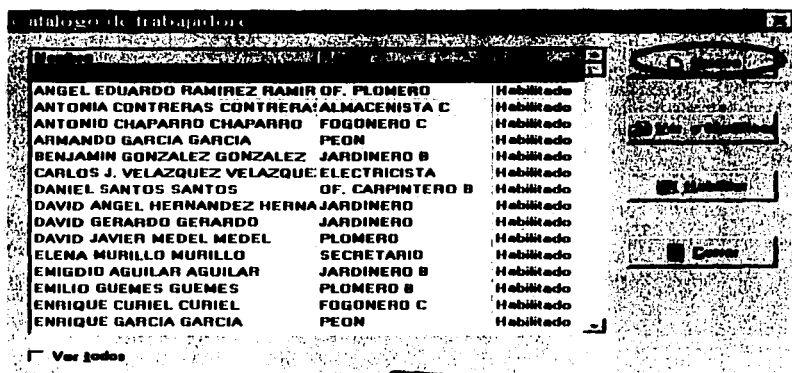 Catalogo de trabajadore
Nombre
ANGEL EDUARDO RAMIREZ RAMIR OF. PLOMERO Habilitado
ANTONIA CONTRERAS CONTRERAS ALMACENISTA C Habilitado
ANTONIO CHAPARRO CHAPARRO FOGONERO C Habilitado
ARMANDO GARCIA GARCIA PEON Habilitado
BENJAMIN GONZALEZ GONZALEZ JARDINERO B Habilitado
CARLOS J. VELAZQUEZ VELAZQUE ELECTRICISTA Habilitado
DANIEL SANTOS SANTOS OF. CARPINTERO B Habilitado
DAVID ANGEL HERNANDEZ HERNA JARDINERO Habilitado
DAVID GERARDO GERARDO JARDINERO Habilitado
DAVID JAVIER MEDEL MEDEL PLOMERO Habilitado
ELENA MURILLO MURILLO SECRETARIO Habilitado
EMIGDIO AGUILAR AGUILAR JARDINERO B Habilitado
EMILIO GUEMES GUEMES PLOMERO B Habilitado
ENRIQUE CURIEL CURIEL FOGONERO C Habilitado
ENRIQUE GARCIA GARCIA PEON Habilitado
Ver todos
Cerrar